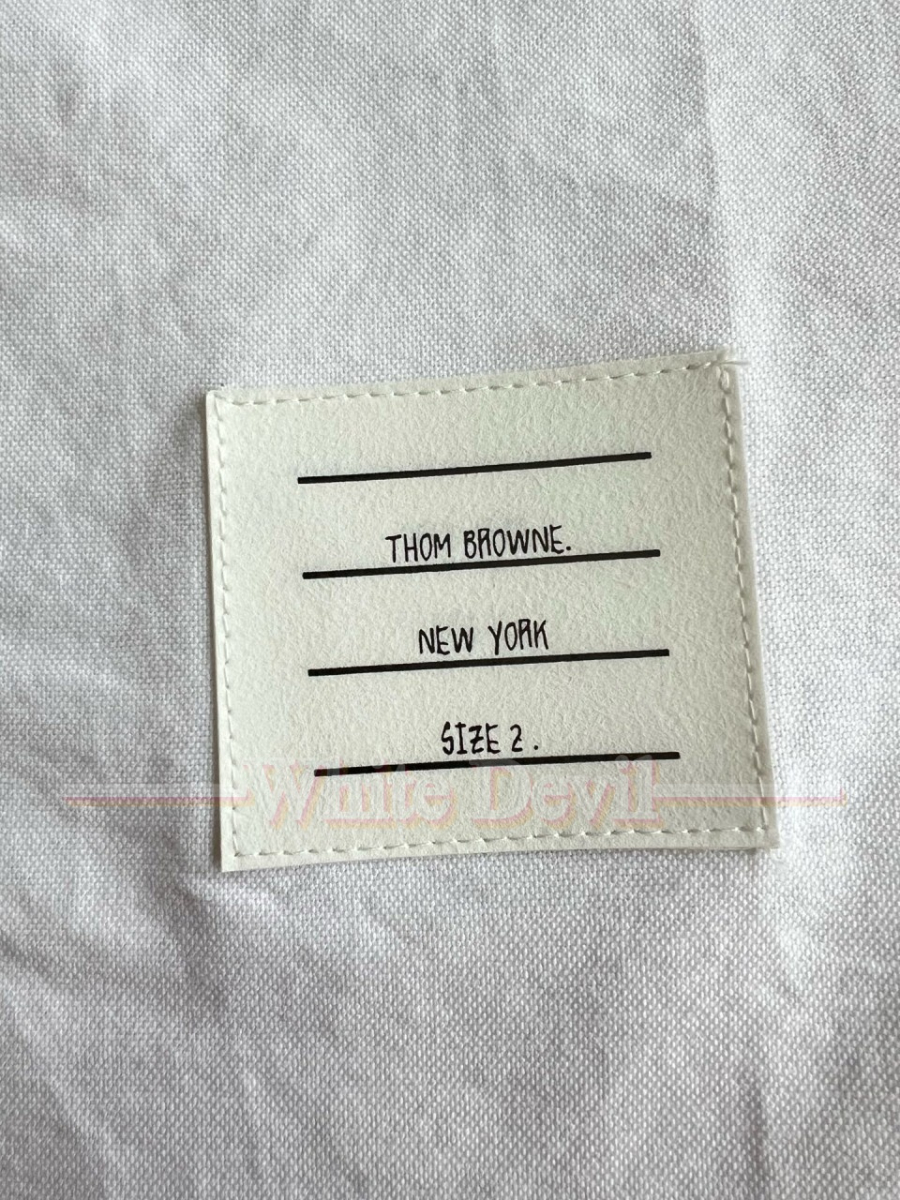 THOM BROWNE.
NEW YORK
SIZE 2.
White Devil